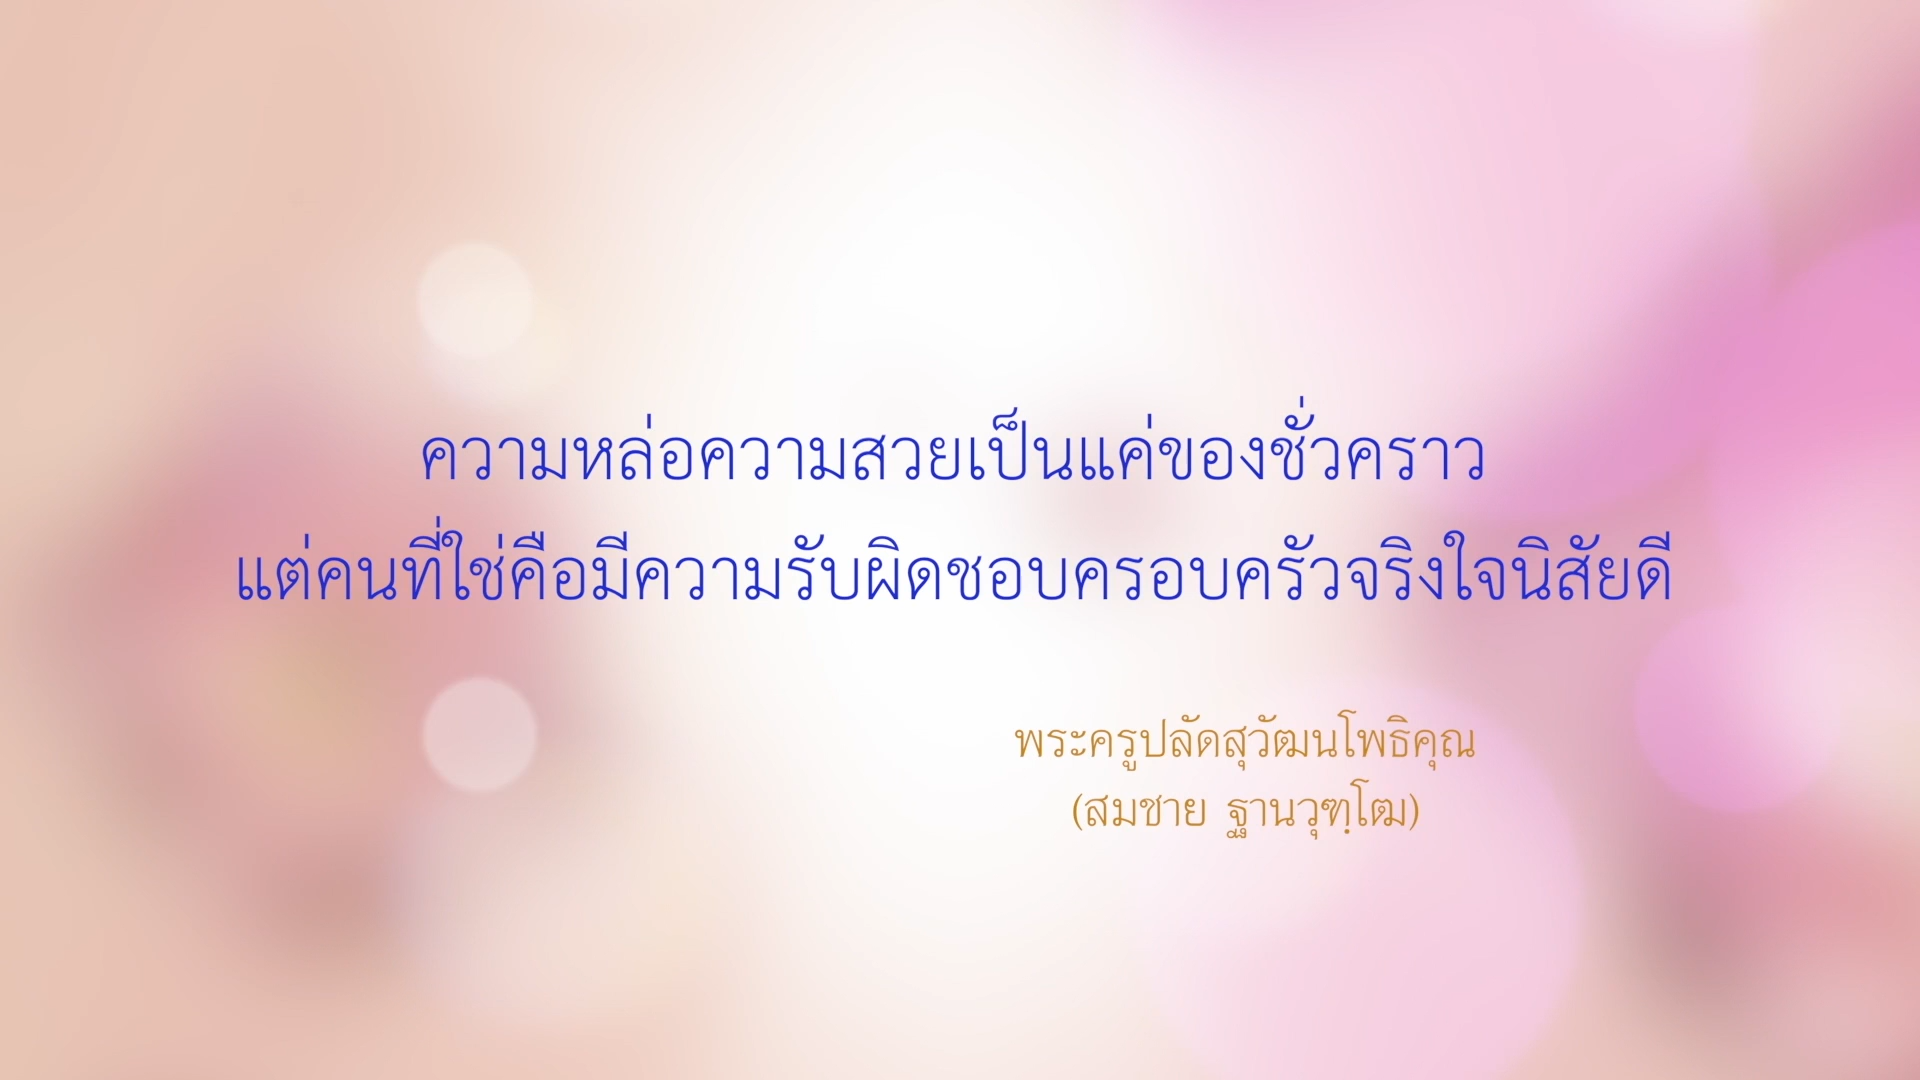 ความหล่อความสวยเป็นแค่ของชั่วคราว
แต่คนที่ใช่คือมีความรับผิดชอบครอบครัวจริงใจนิสัยดี
พระครูปลัดสุวัฒนโพธิคุณ
(สมชาย ฐานวุฑฺโฒ)